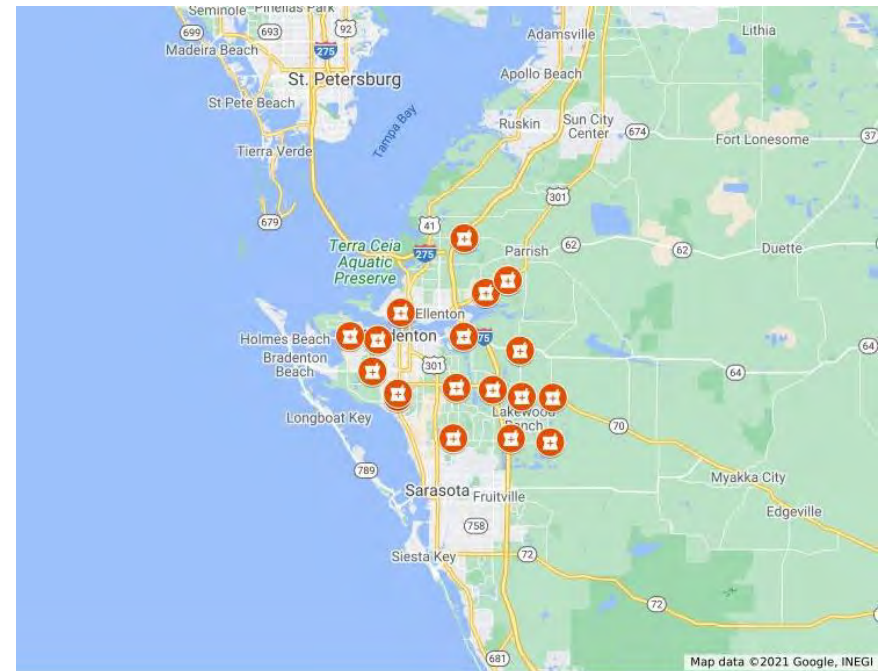 Seminole
Pinellas Park
699
693
92
Adamsville
Lithia
Madeira Beach
275
St. Petersburg
Apollo Beach
St Pete Beach
Tampa Bay
Ruskin
Sun City
Center
674
37
Fort Lonesome
Tierra Verde
301
679
41
Terra Ceia
Aquatic
Preserve
275
Parrish
62
62
Duette
Ellenton
Holmes Beach
denton
75
64
Bradenton
Beach
301
64
Longboat Key
Lakewood
Ranch
70
789
Myakka City
Sarasota
Fruitville
Edgeville
758
Siesta Key
72
72
681
Map data ©2021 Google, INEGI